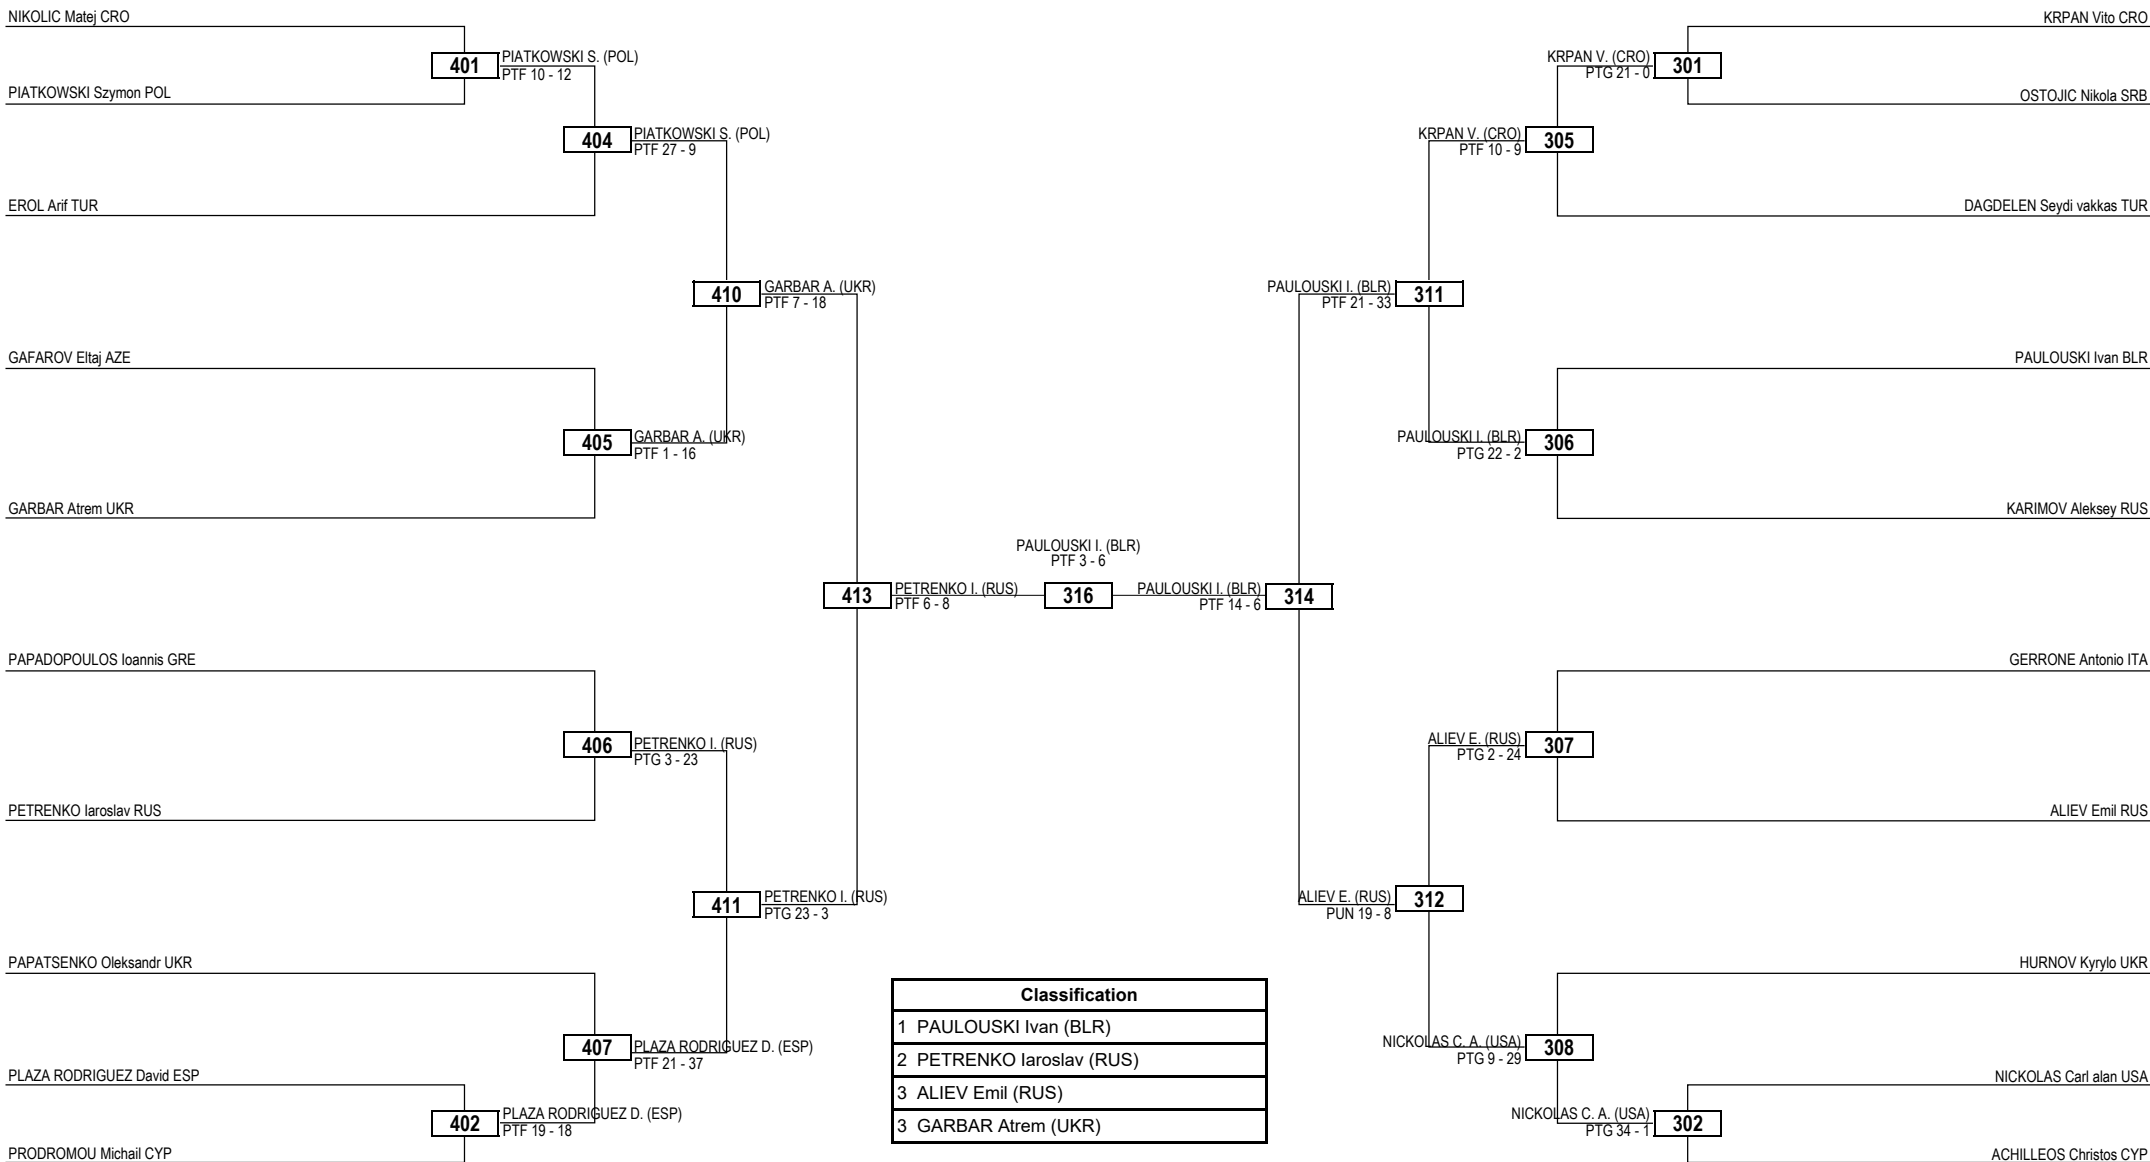 NIKOLIC Matej CRO
KRPAN Vito CRO
401
PIATKOWSKI S. (POL)
PTF 10 - 12
KRPAN V. (CRO)
PTG 21 - 0
301
PIATKOWSKI Szymon POL
OSTOJIC Nikola SRB
404
PIATKOWSKI S. (POL)
PTF 27 - 9
KRPAN V. (CRO)
PTF 10 - 9
305
EROL Arif TUR
DAGDELEN Seydi vakkas TUR
410
GARBAR A. (UKR)
PTF 7 - 18
PAULOUSKI I. (BLR)
PTF 21 - 33
311
GAFAROV Eltaj AZE
PAULOUSKI Ivan BLR
405
GARBAR A. (UKR)
PTF 1 - 16
PAULOUSKI I. (BLR)
PTG 22 - 2
306
GARBAR Atrem UKR
KARIMOV Aleksey RUS
PAULOUSKI I. (BLR)
PTF 3 - 6
413
PETRENKO I. (RUS)
PTF 6 - 8
316
PAULOUSKI I. (BLR)
PTF 14 - 6
314
PAPADOPOULOS Ioannis GRE
GERRONE Antonio ITA
406
PETRENKO I. (RUS)
PTG 3 - 23
ALIEV E. (RUS)
PTG 2 - 24
307
PETRENKO Iaroslav RUS
ALIEV Emil RUS
411
PETRENKO I. (RUS)
PTG 23 - 3
ALIEV E. (RUS)
PUN 19 - 8
312
PAPATSENKO Oleksandr UKR
HURNOV Kyrylo UKR
Classification
1 PAULOUSKI Ivan (BLR)
2 PETRENKO Iaroslav (RUS)
3 ALIEV Emil (RUS)
3 GARBAR Atrem (UKR)
407
PLAZA RODRIGUEZ D. (ESP)
PTF 21 - 37
NICKOLAS C. A. (USA)
PTG 9 - 29
308
PLAZA RODRIGUEZ David ESP
NICKOLAS Carl alan USA
402
PLAZA RODRIGUEZ D. (ESP)
PTF 19 - 18
NICKOLAS C. A. (USA)
PTG 34 - 1
302
PRODROMOU Michail CYP
ACHILLEOS Christos CYP